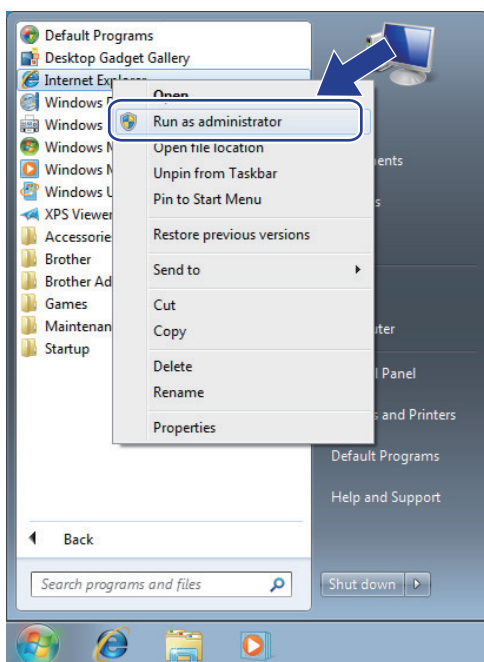 Default Programs
Desktop Gadget Gallery
Internet Explorer
Windows
Windows
Windows
Windows
Windows
XPS Viewer
Accessorie
Brother
Brother Ad
Games
Maintenan
Startup
Back
Search programs and files
Open
Run as administrator
Open file location
Unpin from Taskbar
Pin to Start Menu
Restore previous versions
Send to
Cut
Copy
Delete
Rename
Properties
ents
s
uter
l Panel
s and Printers
Default Programs
Help and Support
Shut down